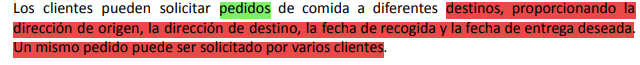 Los clientes pueden solicitar pedidos de comida a diferentes destinos, proporcionando la
dirección de origen, la dirección de destino, la fecha de recogida y la fecha de entrega deseada.
Un mismo pedido puede ser solicitado por varios clientes.